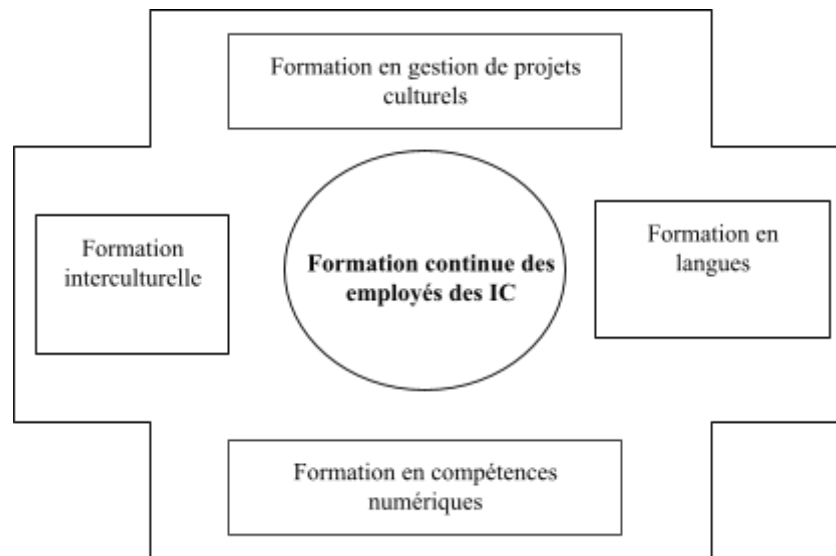 Formation en gestion de projets
culturels
Formation
interculturelle
Formation continue des
employés des IC
Formation en
langues
Formation en compétences
numériques